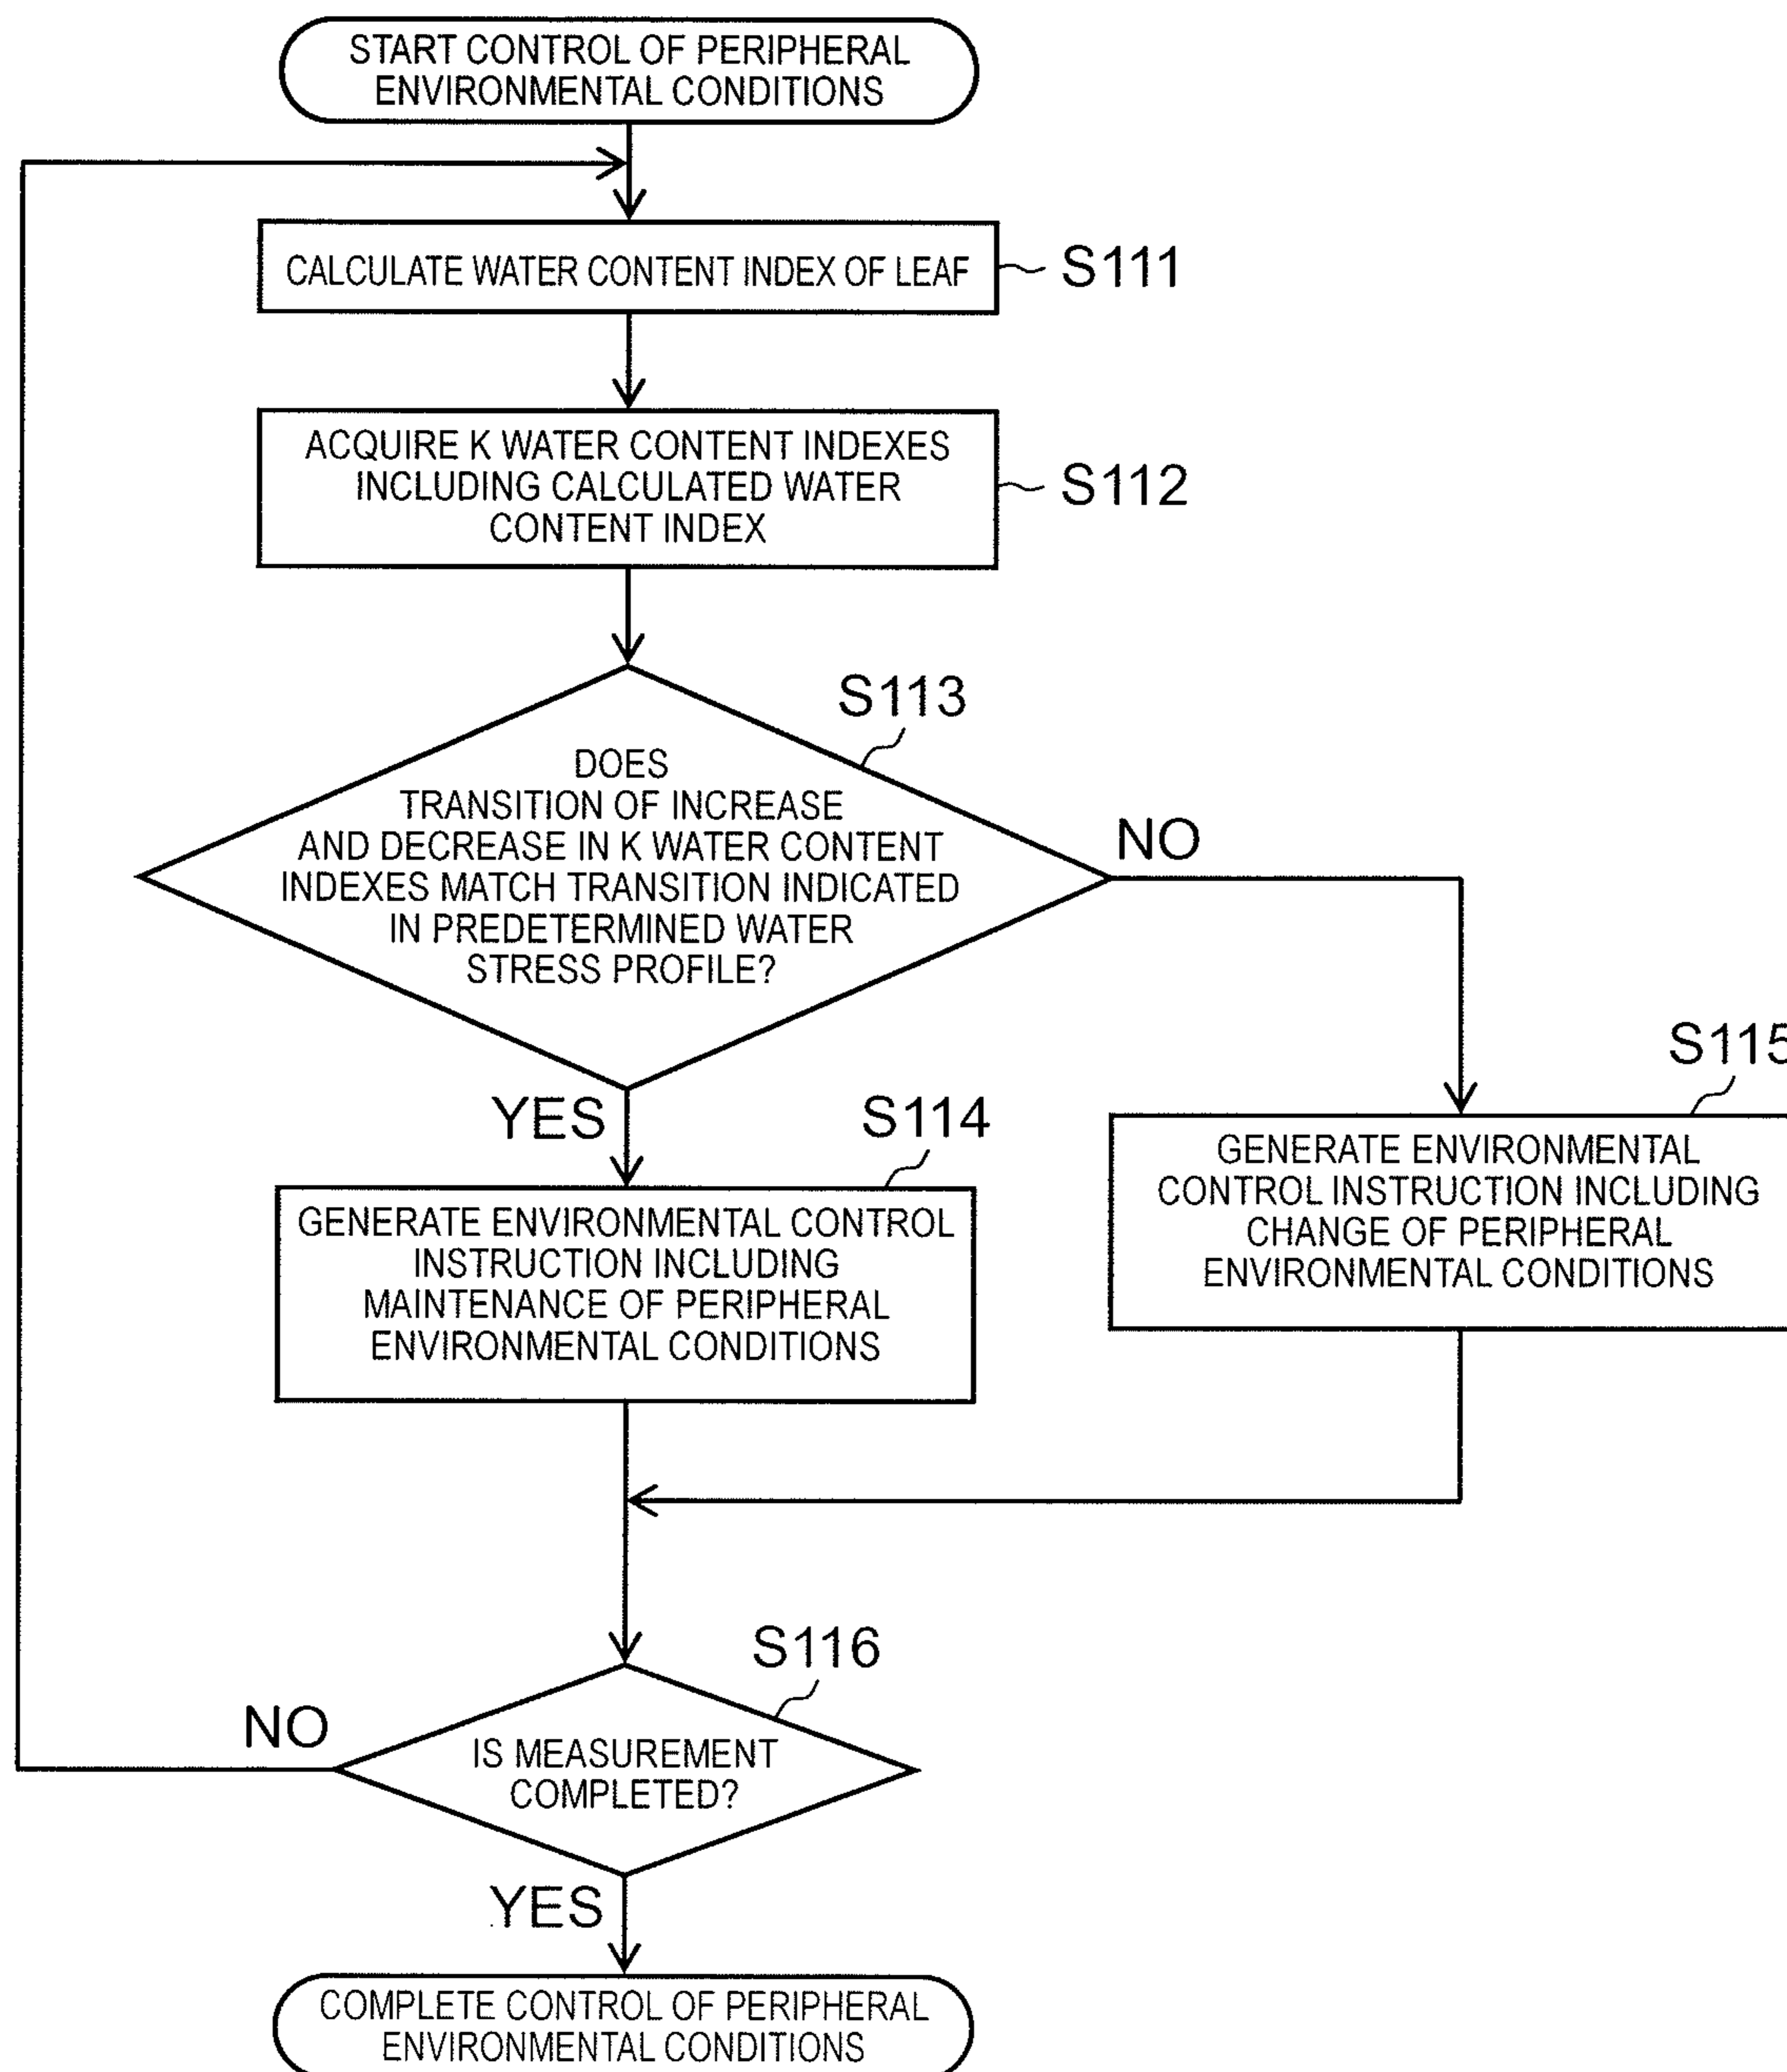 START CONTROL OF PERIPHERAL
ENVIRONMENTAL CONDITIONS
CALCULATE WATER CONTENT INDEX OF LEAF
S111
ACQUIRE K WATER CONTENT INDEXES
INCLUDING CALCULATED WATER
CONTENT INDEX
S112
S113
DOES
TRANSITION OF INCREASE
AND DECREASE IN K WATER CONTENT
INDEXES MATCH TRANSITION INDICATED
IN PREDETERMINED WATER
STRESS PROFILE?
NO
YES
S114
GENERATE ENVIRONMENTAL CONTROL
INSTRUCTION INCLUDING
MAINTENANCE OF PERIPHERAL
ENVIRONMENTAL CONDITIONS
S115
GENERATE ENVIRONMENTAL
CONTROL INSTRUCTION INCLUDING
CHANGE OF PERIPHERAL
ENVIRONMENTAL CONDITIONS
S116
IS MEASUREMENT
COMPLETED?
NO
YES
COMPLETE CONTROL OF PERIPHERAL
ENVIRONMENTAL CONDITIONS